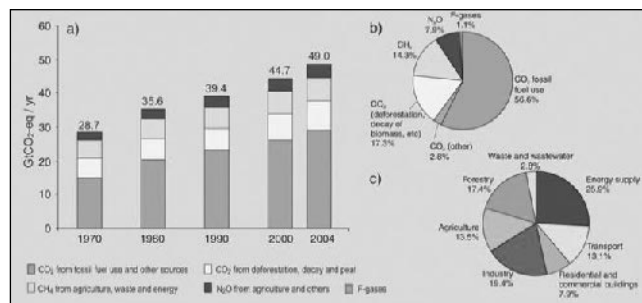 a)
60
50
40
30
20
10
0
GtCO₂-eq / yr
28.7
35.6
39.4
44.7
49.0
1970
1980
1990
2000
2004
CO₂ from fossil fuel use and other sources
CO₂ from deforestation, decay and peat
CH₄ from agriculture, waste and energy
N₂O from agriculture and others
F-gases
b)
F-gases
1.1%
N₂O
7.9%
CH₄
14.3%
CO₂ fossil
fuel use
56.6%
CO₂
(deforestation,
decay of
biomass, etc)
17.3%
CO₂ (other)
2.8%
c)
Waste and wastewater
2.8%
Forestry
17.4%
Energy supply
25.9%
Agriculture
13.5%
Transport
13.1%
Industry
19.4%
Residential and
commercial buildings
7.9%